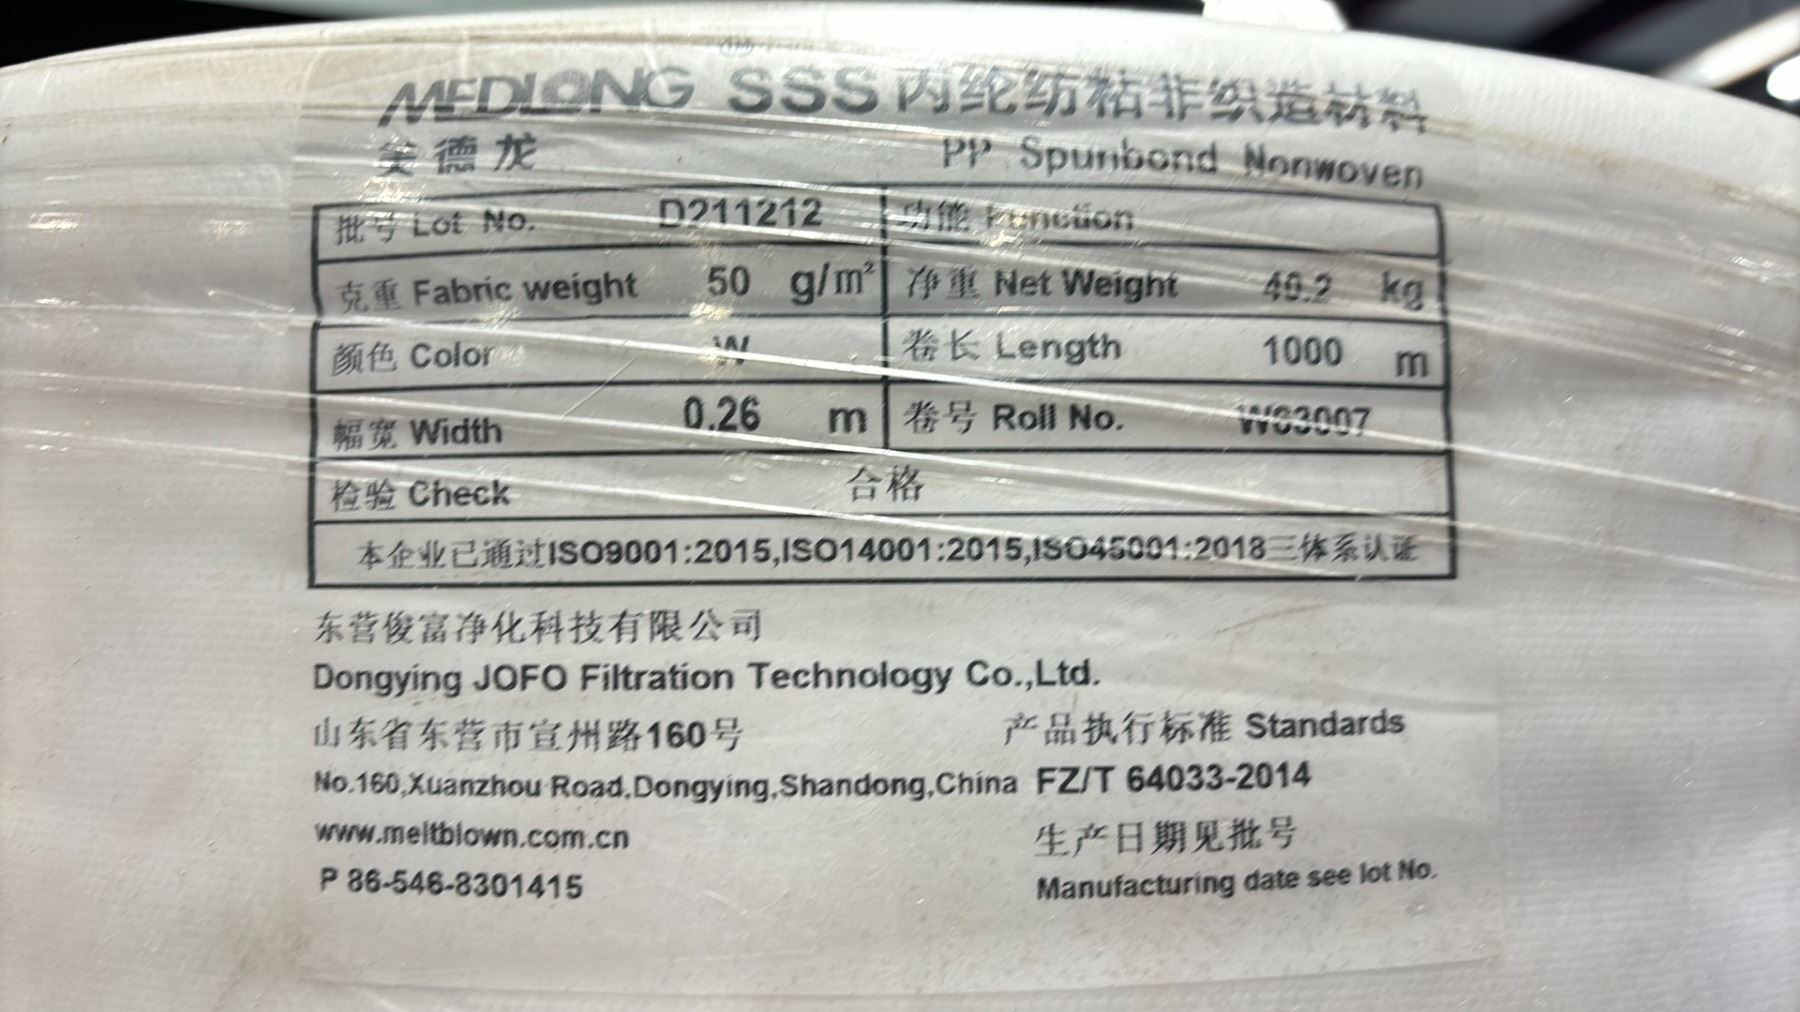 MEDLONG SSS丙纶纺粘非织造材料
美德龙 PP Spunbond Nonwoven
批号 Lot No. D211212 功能 Function
克重 Fabric weight 50 g/m² 净重 Net Weight kg
颜色 Color W 卷长 Length 1000 m
幅宽 Width 0.26 m 卷号 Roll No.
检验 Check 合格
本企业已通过ISO9001:2015,ISO14001:2015,ISO45001:2018三体系认证
东营俊富净化科技有限公司
Dongying JOFO Filtration Technology Co.,Ltd.
山东省东营市宣州路160号 产品执行标准 Standards
No.160,Xuanzhou Road,Dongying,Shandong,China FZ/T 64033-2014
www.meltblown.com.cn 生产日期见批号
P 86-546-8301415 Manufacturing date see lot No.